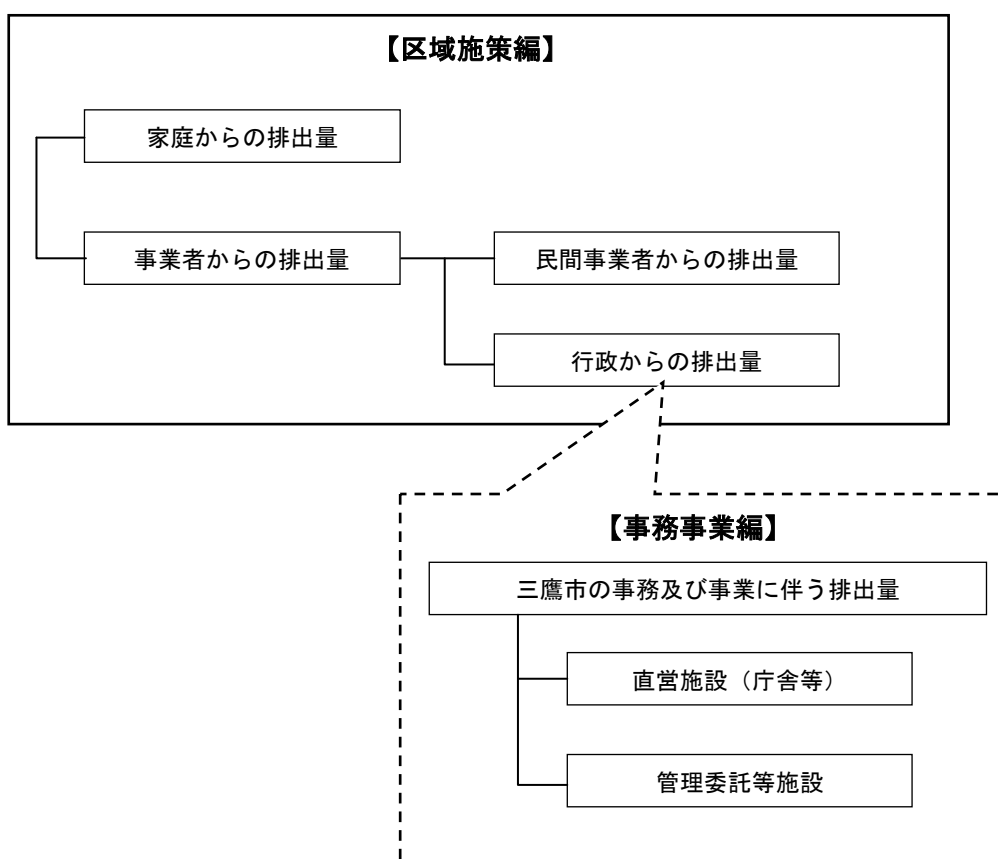 【区域施策編】
家庭からの排出量
事業者からの排出量
民間事業者からの排出量
行政からの排出量
【事務事業編】
三鷹市の事務及び事業に伴う排出量
直営施設（庁舎等）
管理委託等施設